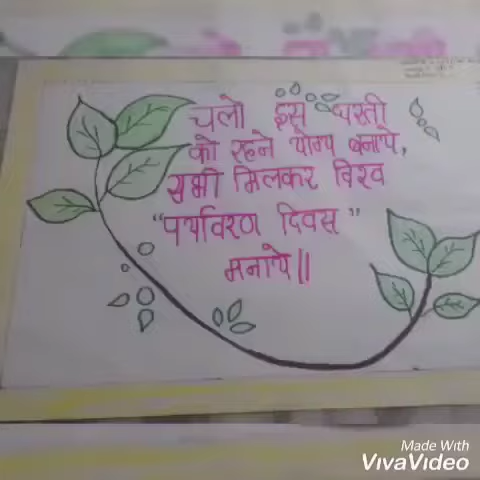 चलो इस धरती
को रहने योग्य बनाये,
सभी मिलकर विश्व
"पर्यावरण दिवस"
मनाये||
Made With
VivaVideo